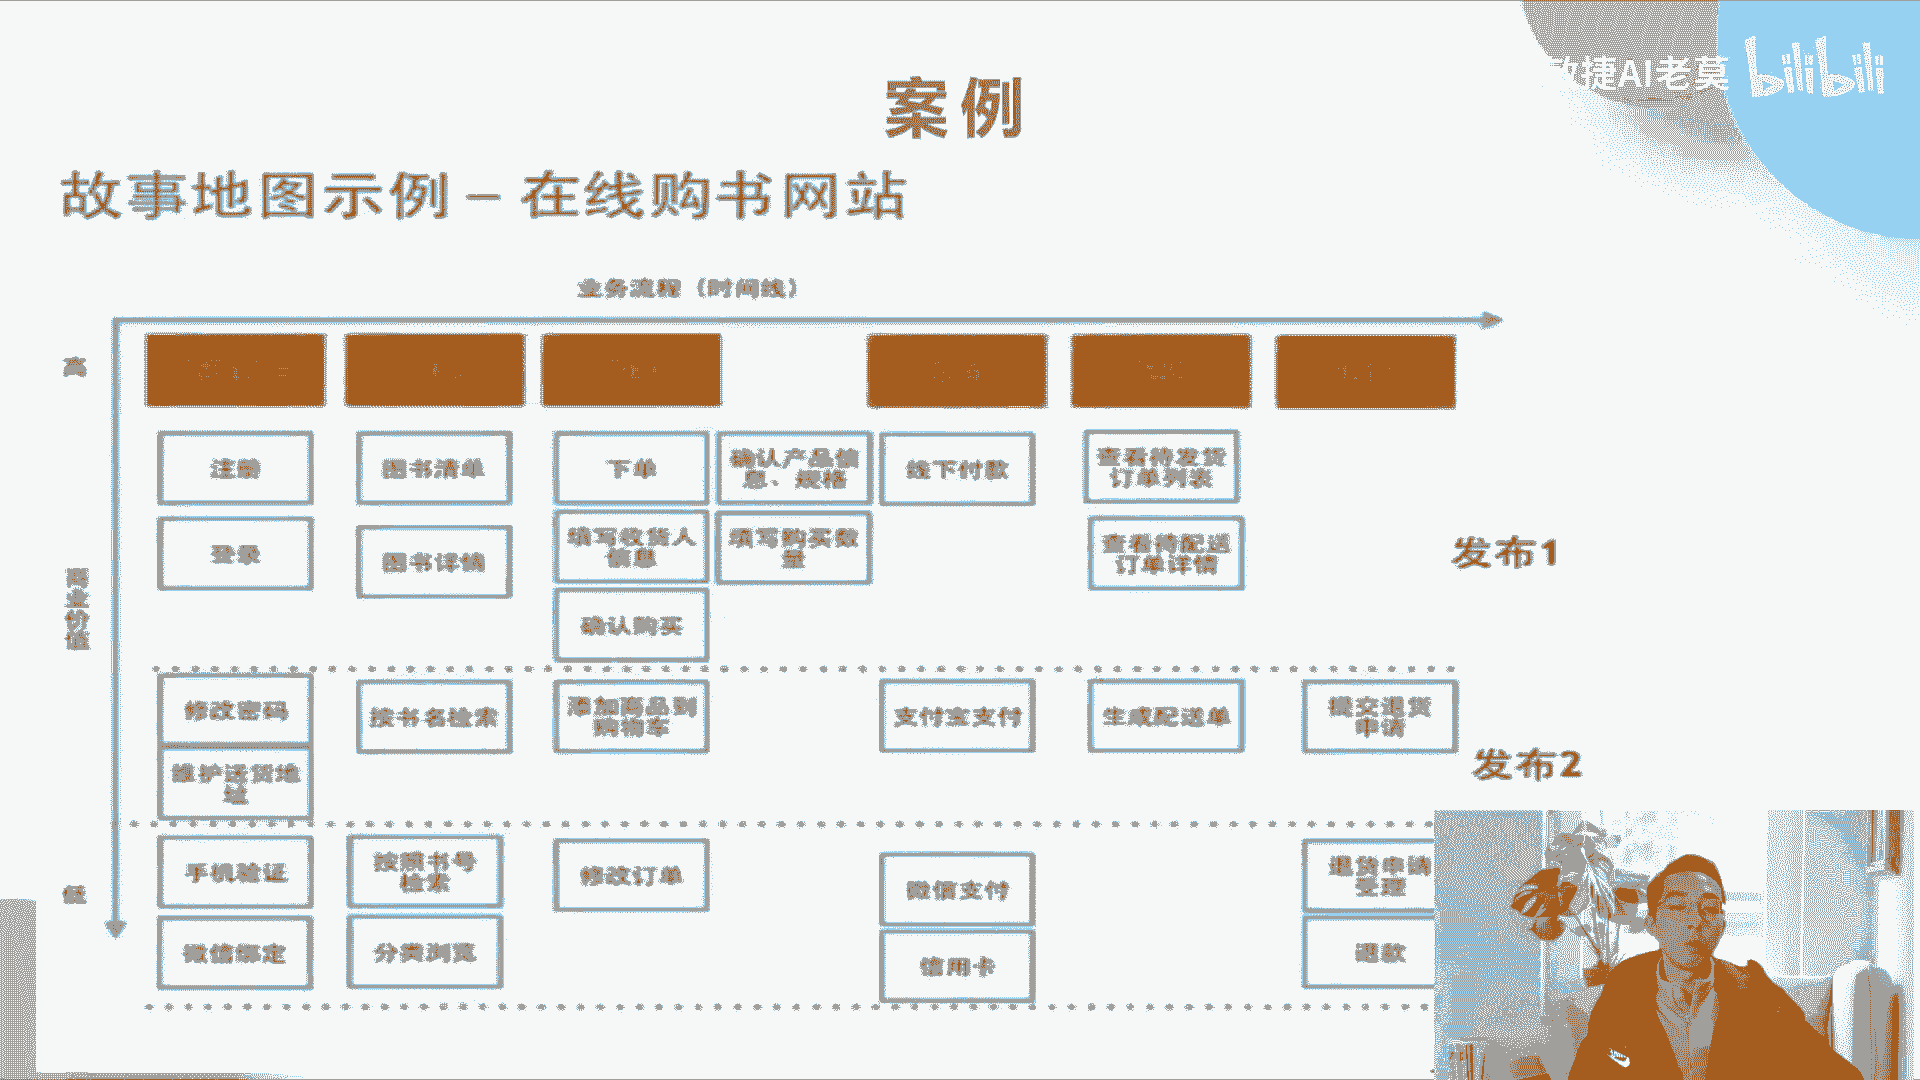 敏捷AI老莫 bilibili
案例
故事地图示例 – 在线购书网站
业务流程（时间线）
高
注册
图书清单
下单
确认产品信
息、规格
线下付款
查看待发货
订单列表
登录
图书详情
填写收货人
信息
填写购买数
量
查看待配送
订单详情
发布1
商业价值
确认购买
修改密码
按书名检索
添加商品到
购物车
支付宝支付
生成配送单
提交退货
申请
维护送货地
址
发布2
手机验证
按照书号
检索
修改订单
微信支付
退货申请
受理
低
微信绑定
分类浏览
信用卡
退款